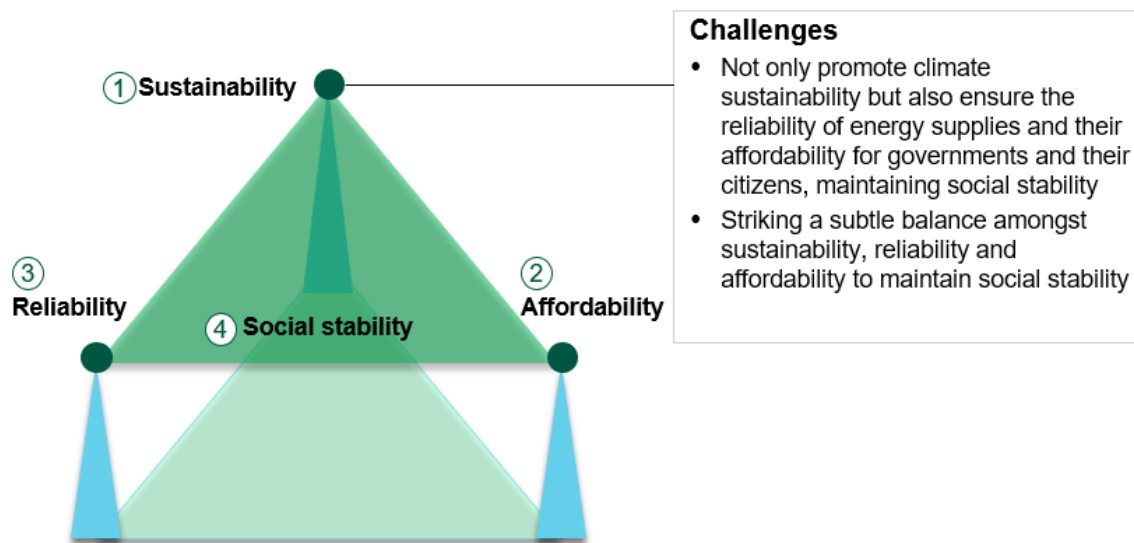 Challenges
• Not only promote climate
sustainability but also ensure the
reliability of energy supplies and their
affordability for governments and their
citizens, maintaining social stability
• Striking a subtle balance amongst
sustainability, reliability and
affordability to maintain social stability
① Sustainability
③
Reliability
②
Affordability
④ Social stability